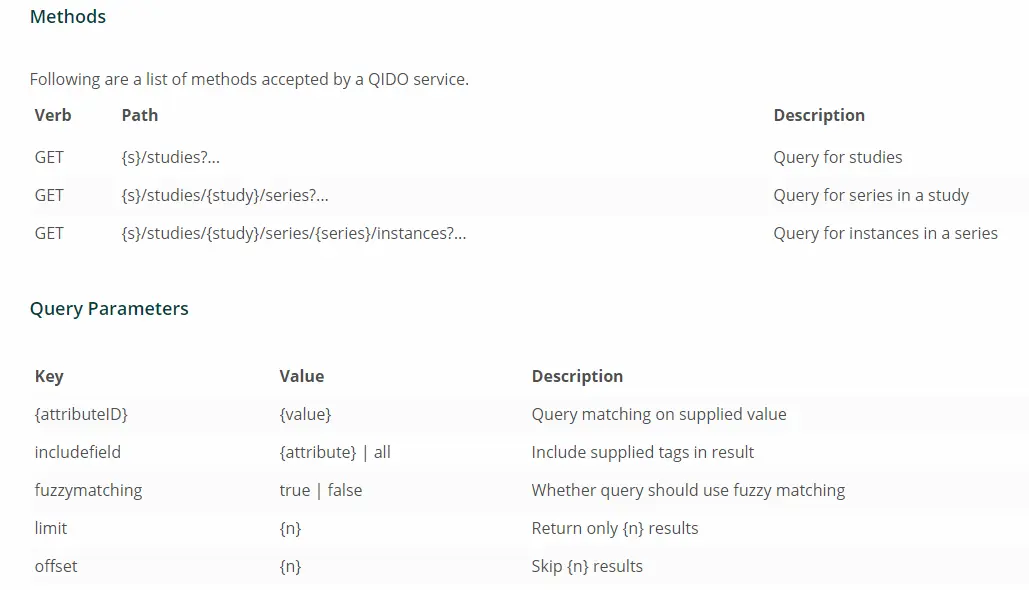 Methods
Following are a list of methods accepted by a QIDO service.
Verb Path Description
GET {s}/studies?... Query for studies
GET {s}/studies/{study}/series?... Query for series in a study
GET {s}/studies/{study}/series/{series}/instances?... Query for instances in a series
Query Parameters
Key Value Description
{attributeID} {value} Query matching on supplied value
includefield {attribute} | all Include supplied tags in result
fuzzymatching true | false Whether query should use fuzzy matching
limit {n} Return only {n} results
offset {n} Skip {n} results